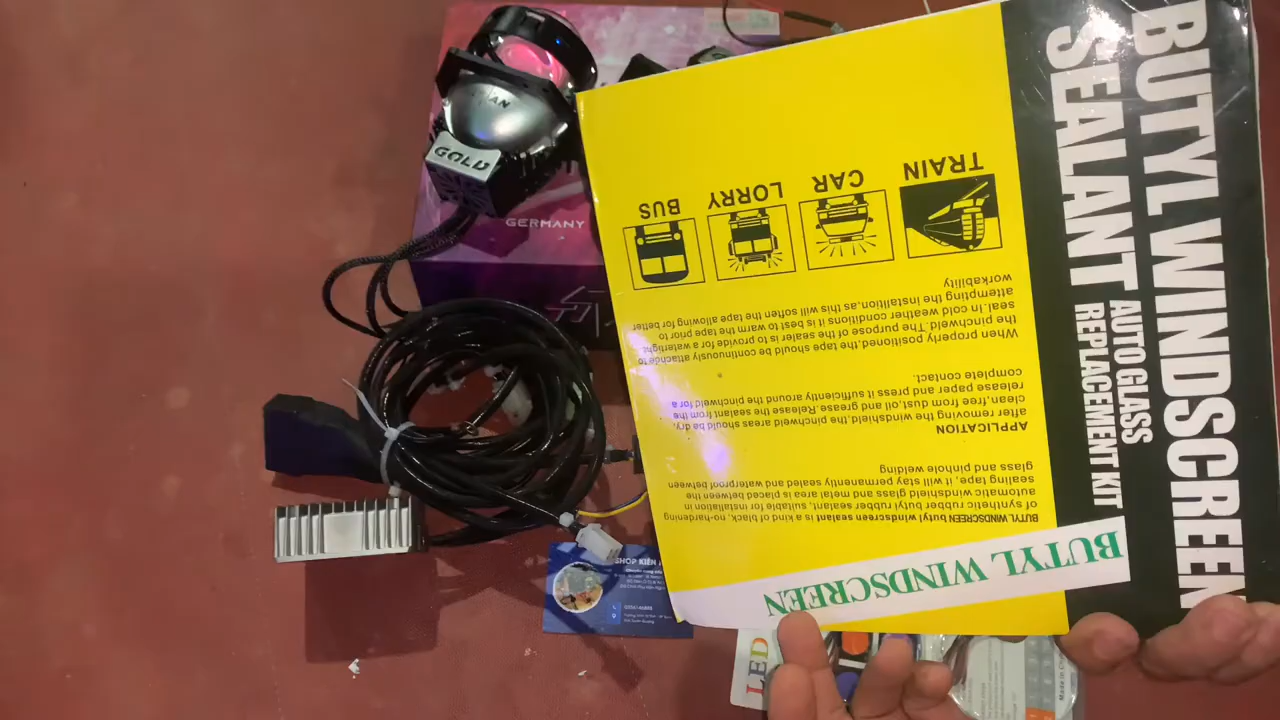 BUTYL WINDSCREEN
SEALANT
AUTO GLASS
REPLACEMENT KIT
BUTYL WINDSCREEN
BUTYL WINDSCREEN butyl windscreen sealant is a kind of black, no-hardening
of synthetic rubber butyl rubber sealant, suitable for installation in
automatic windshield glass and metal area is placed between the
sealing tape, it will stay permanently sealed and waterproof between
glass and pinhole welding
APPLICATION
after removing the windshield,the pinchweld areas should be dry,
clean,free from dust,oil,and grease.Release the sealant from the
release paper and press it sufficiently around the pinchweld for a
complete contact.
When properly positioned,the tape should be continuously attachde to
the pinchweld.The purpose of the sealer is to provide for a watertight
seal.in cold weather conditions it is best to warm the tape prior to
attempting the installtion,as this will soften the tape for allowing for better
workability
TRAIN
CAR
LORRY
BUS
GOLD
GERMANY
SHOP KIÊN
LED